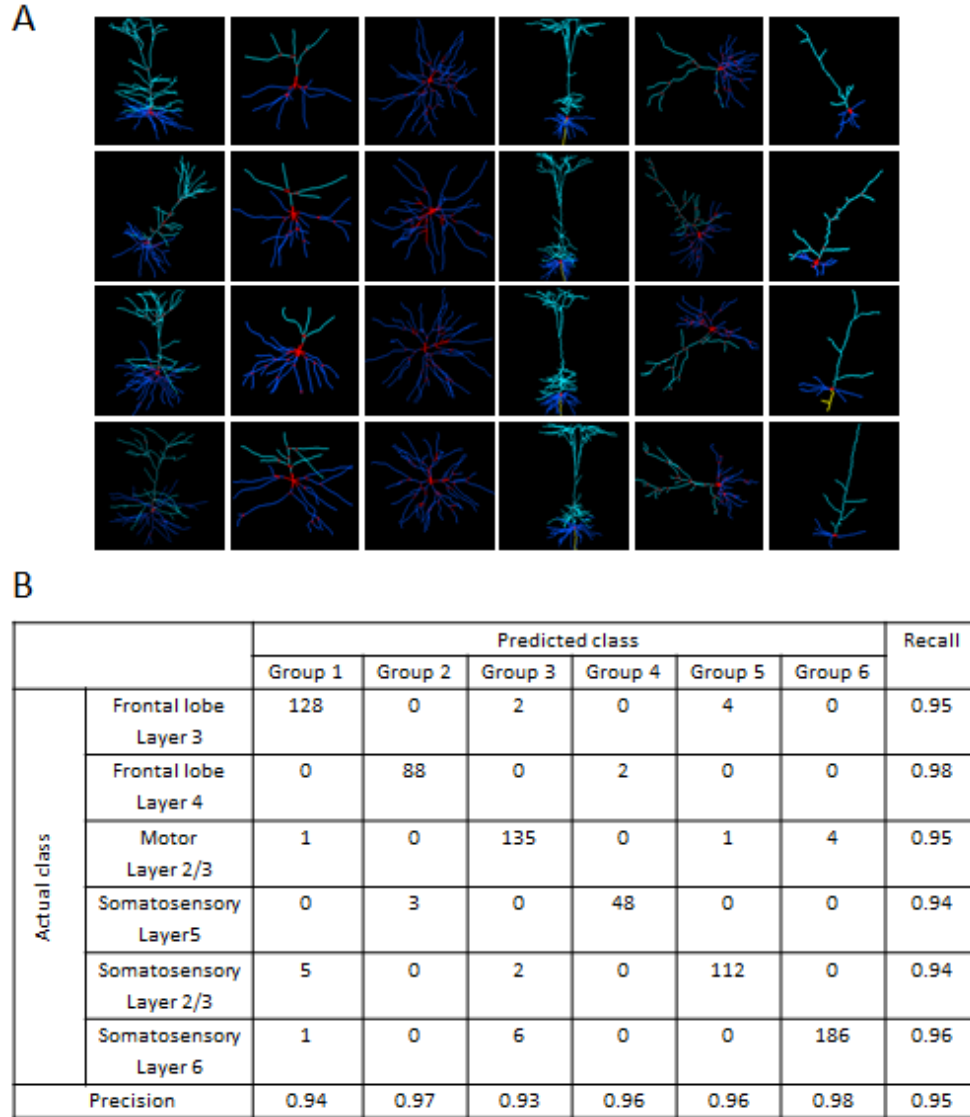 A
B
Predicted class Recall
Group 1 Group 2 Group 3 Group 4 Group 5 Group 6
Actual class
Frontal lobe
Layer 3 128 0 2 0 4 0 0.95
Frontal lobe
Layer 4 0 88 0 2 0 0 0.98
Motor
Layer 2/3 1 0 135 0 1 4 0.95
Somatosensory
Layer5 0 3 0 48 0 0 0.94
Somatosensory
Layer 2/3 5 0 2 0 112 0 0.94
Somatosensory
Layer 6 1 0 6 0 0 186 0.96
Precision 0.94 0.97 0.93 0.96 0.96 0.98 0.95